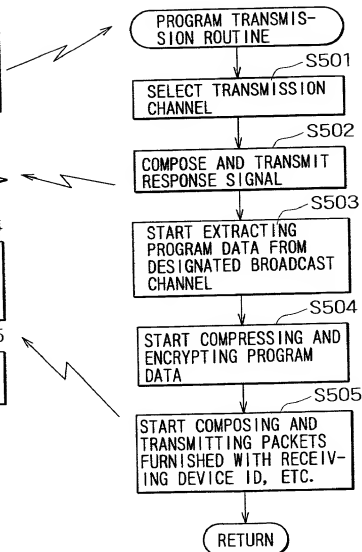 PROGRAM TRANSMIS-
SION ROUTINE
S501
SELECT TRANSMISSION
CHANNEL
S502
COMPOSE AND TRANSMIT
RESPONSE SIGNAL
S503
START EXTRACTING
PROGRAM DATA FROM
DESIGNATED BROADCAST
CHANNEL
S504
START COMPRESSING AND
ENCRYPTING PROGRAM
DATA
S505
START COMPOSING AND
TRANSMITTING PACKETS
FURNISHED WITH RECEIV-
ING DEVICE ID, ETC.
RETURN